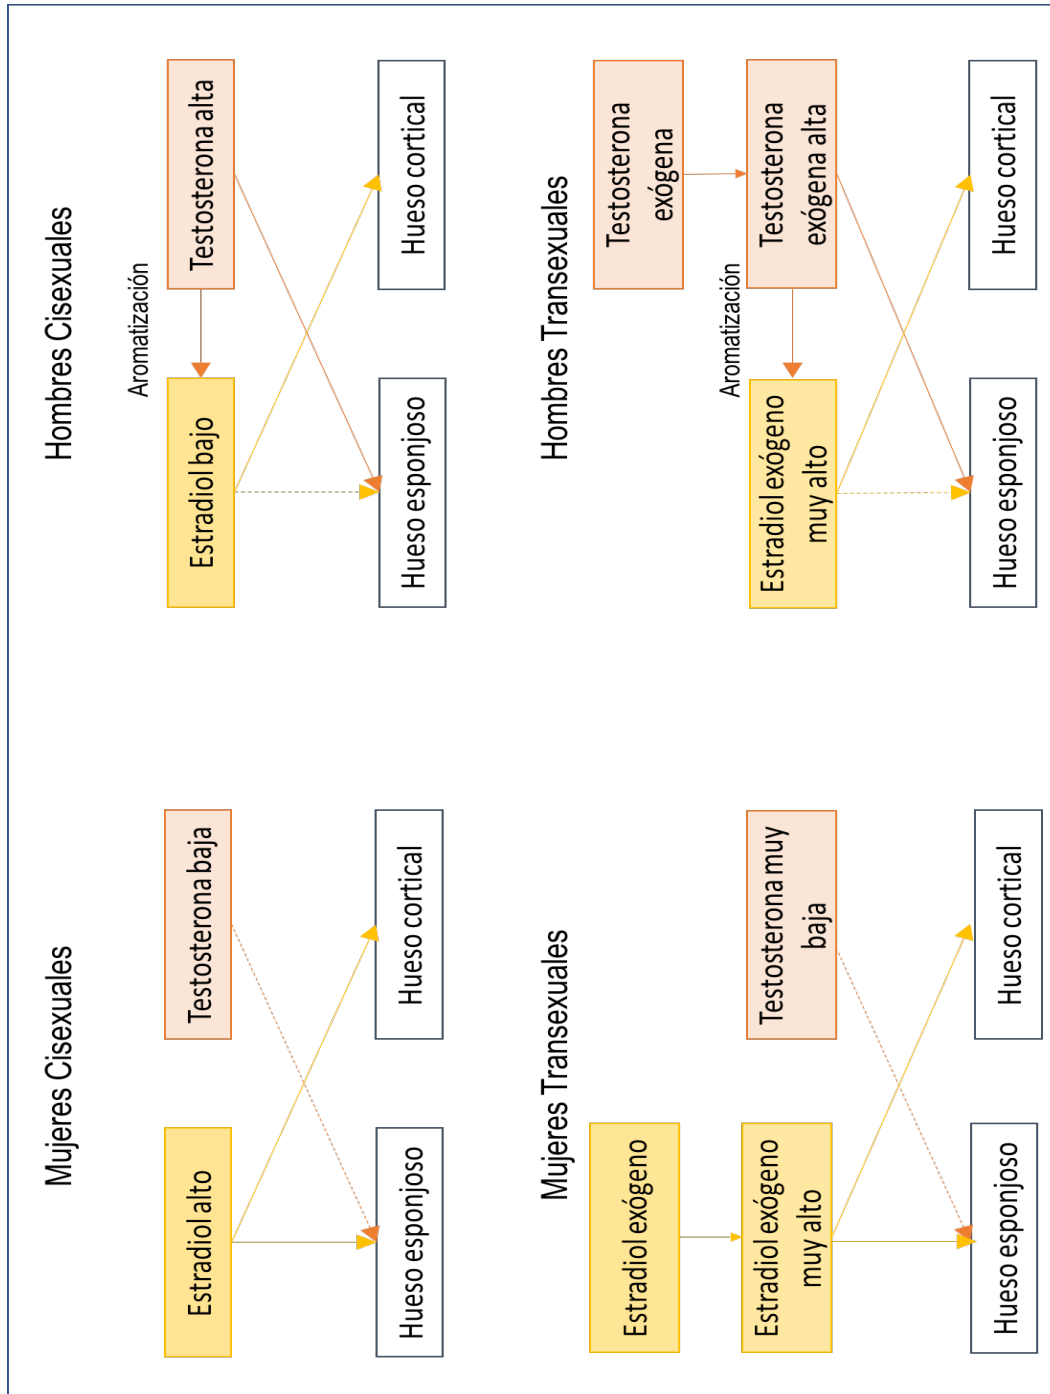 Mujeres Cisexuales
Estradiol alto
Testosterona baja
Hueso esponjoso
Hueso cortical
Hombres Cisexuales
Aromatización
Estradiol bajo
Testosterona alta
Hueso esponjoso
Hueso cortical
Mujeres Transexuales
Estradiol exógeno
Estradiol exógeno
muy alto
Testosterona muy
baja
Hueso esponjoso
Hueso cortical
Hombres Transexuales
Testosterona
exógena
Aromatización
Estradiol exógeno
muy alto
Testosterona
exógena alta
Hueso esponjoso
Hueso cortical